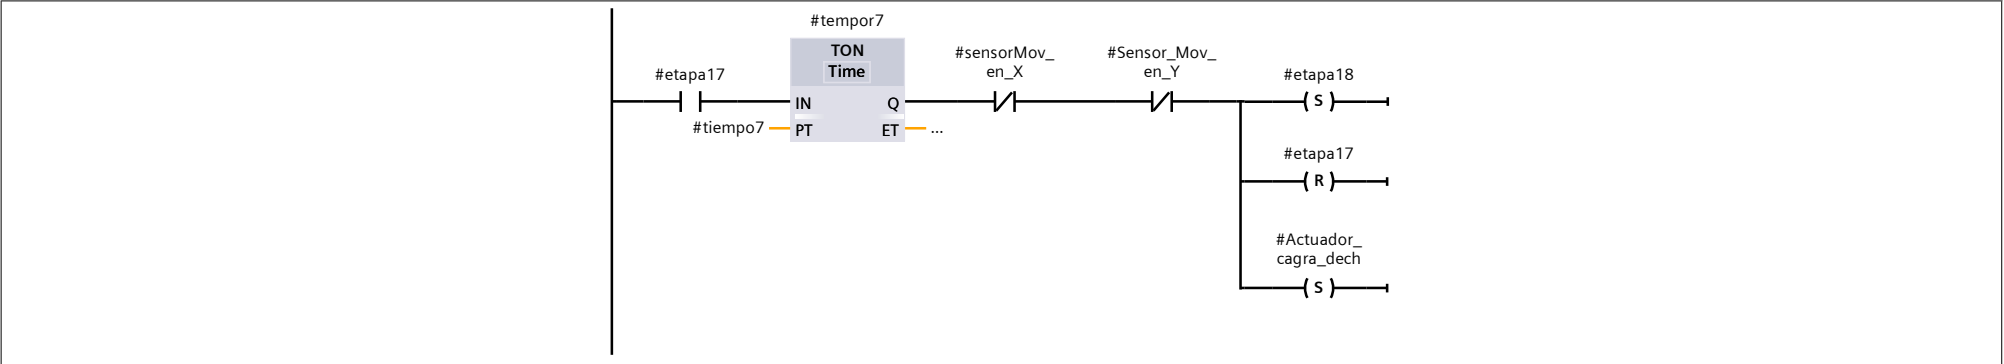 #tempor7
TON
Time
#etapa17
IN
Q
#tiempo7
PT
ET
...
#sensorMov_
en_X
#Sensor_Mov_
en_Y
#etapa18
S
#etapa17
R
#Actuador_
cagra_dech
S